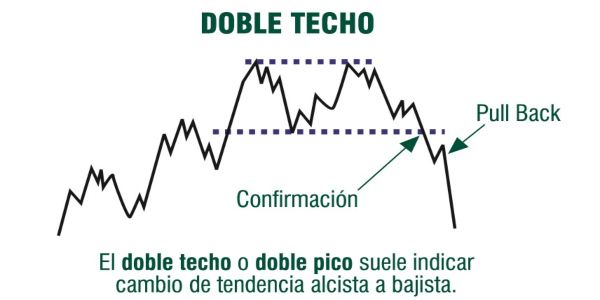 DOBLE TECHO
Pull Back
Confirmación
El doble techo o doble pico suele indicar
cambio de tendencia alcista a bajista.